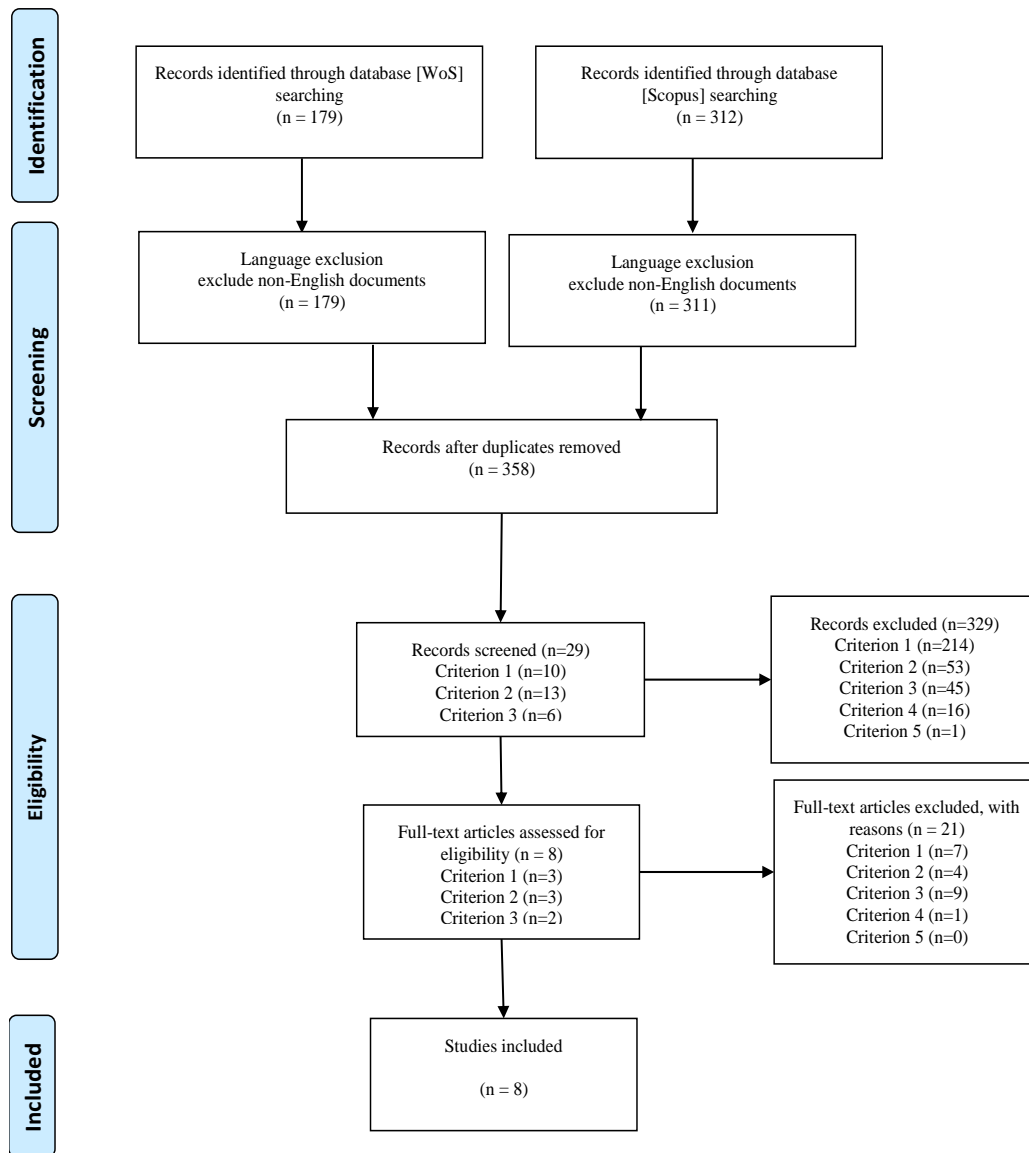 Identification
Records identified through database [WoS]
searching
(n = 179)
Records identified through database
[Scopus] searching
(n = 312)
Screening
Language exclusion
exclude non-English documents
(n = 179)
Language exclusion
exclude non-English documents
(n = 311)
Records after duplicates removed
(n = 358)
Eligibility
Records screened (n=29)
Criterion 1 (n=10)
Criterion 2 (n=13)
Criterion 3 (n=6)
Records excluded (n=329)
Criterion 1 (n=214)
Criterion 2 (n=53)
Criterion 3 (n=45)
Criterion 4 (n=16)
Criterion 5 (n=1)
Full-text articles assessed for
eligibility (n = 8)
Criterion 1 (n=3)
Criterion 2 (n=3)
Criterion 3 (n=2)
Full-text articles excluded, with
reasons (n = 21)
Criterion 1 (n=7)
Criterion 2 (n=4)
Criterion 3 (n=9)
Criterion 4 (n=1)
Criterion 5 (n=0)
Included
Studies included
(n = 8)